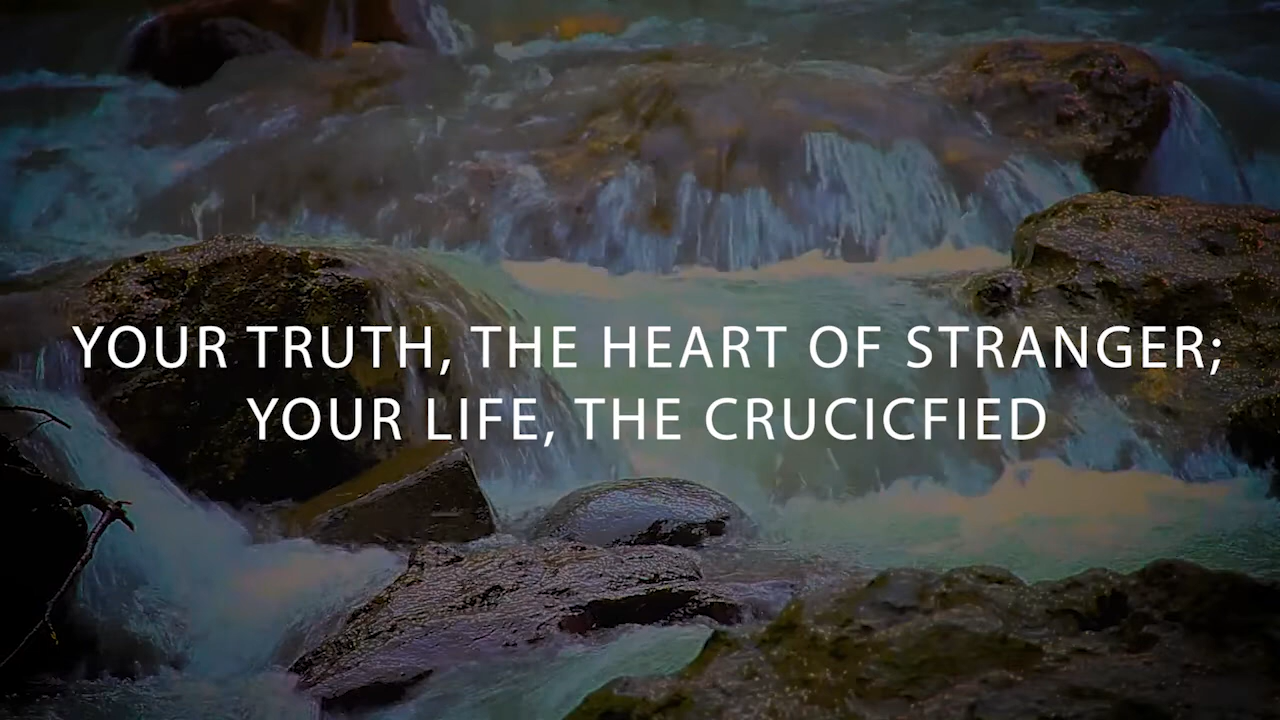 YOUR TRUTH, THE HEART OF STRANGER;
YOUR LIFE, THE CRUCICFIED